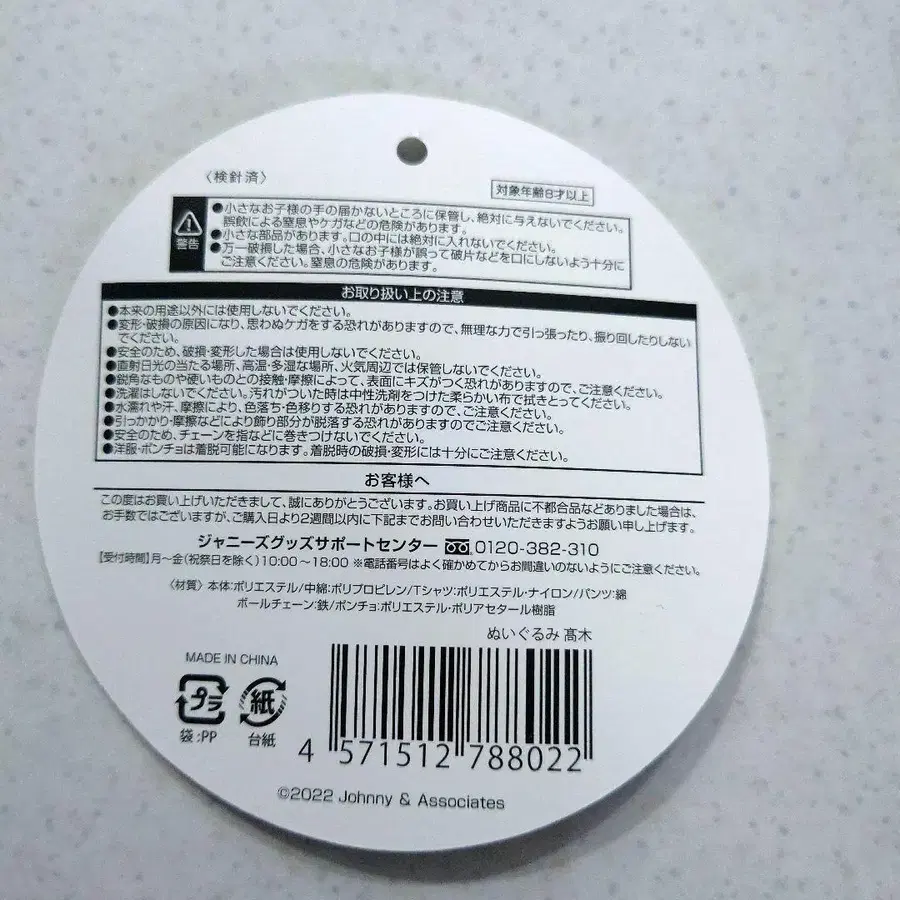 〈検針済〉
対象年齢8才以上
警告
●小さなお子様の手の届かないところに保管し、絶対に与えないでください。
誤飲による窒息やケガなどの危険があります。
●小さな部品があります。口の中には絶対に入れないでください。
●万一破損した場合、小さなお子様が誤って破片などを口にしないよう十分に
ご注意ください。窒息の危険があります。
お取り扱い上の注意
●本来の用途以外には使用しないでください。
●変形・破損の原因になり、思わぬケガをする恐れがありますので、無理な力で引っ張ったり、振り回したりしない
でください。
●安全のため、破損・変形した場合は使用しないでください。
●直射日光の当たる場所、高温・多湿な場所、火気周辺では保管しないでください。
●鋭角なものや硬いものとの接触・摩擦によって、表面にキズがつく恐れがありますので、ご注意ください。
●洗濯はしないでください。汚れがついた時は中性洗剤をつけた柔らかい布で拭きとってください。
●水濡れや汗、摩擦により、色落ち・色移りする恐れがありますので、ご注意ください。
●引っかかり・摩擦などにより飾り部分が脱落する恐れがありますのでご注意ください。
●安全のため、チェーンを指などに巻きつけないでください。
●洋服・ポンチョは着脱可能になります。着脱時の破損・変形には十分にご注意ください。
お客様へ
この度はお買い上げいただきまして、誠にありがとうございます。お買い上げ商品に不都合品などありました場合は、
お手数ではございますが、ご購入日より2週間以内に下記までお問い合わせいただきますようお願い申し上げます。
ジャニーズグッズサポートセンター 0120-382-310
【受付時間】月～金(祝祭日を除く)10:00～18:00 ※電話番号はよく確かめてからお間違いのないようにご注意ください。
〈材質〉本体:ポリエステル/中綿:ポリプロピレン/Tシャツ:ポリエステル・ナイロン/パンツ:綿
ボールチェーン:鉄/ポンチョ:ポリエステル・ポリアセタール樹脂
ぬいぐるみ 髙木
MADE IN CHINA
プラ
紙
袋:PP
台紙
4 571512 788022
©2022 Johnny & Associates